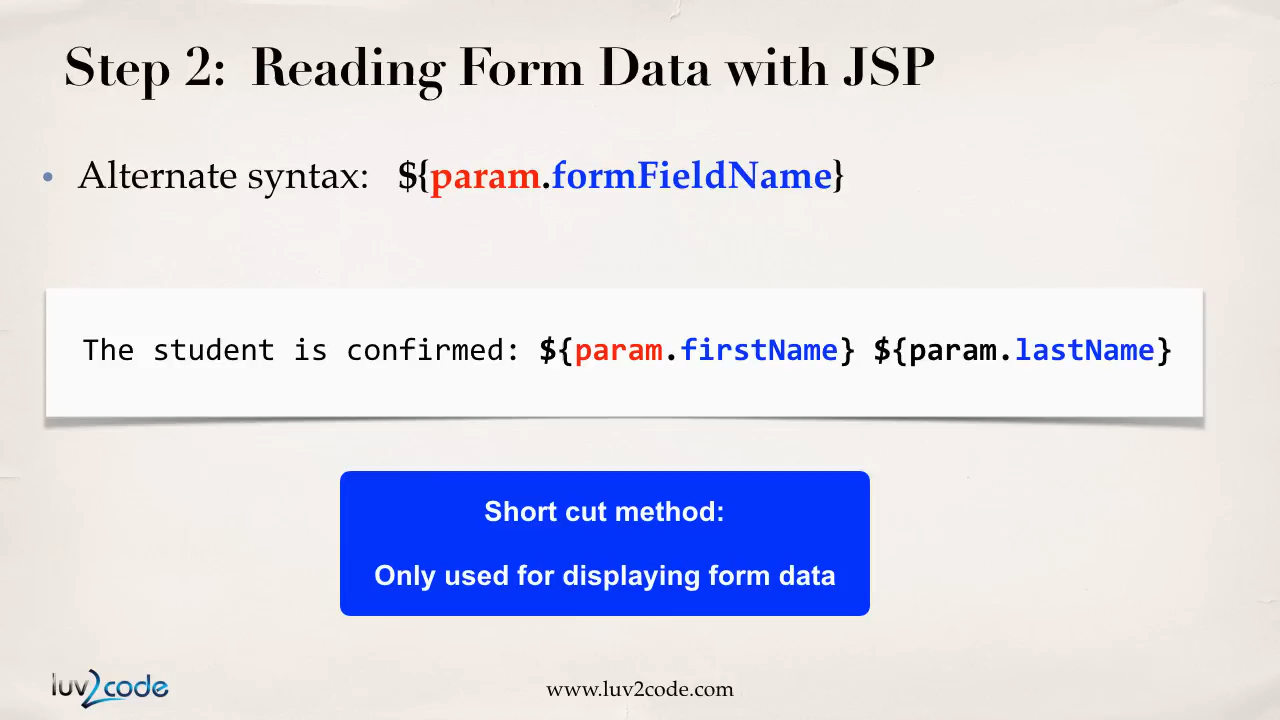 Step 2: Reading Form Data with JSP
• Alternate syntax: ${param.formFieldName}
The student is confirmed: ${param.firstName} ${param.lastName}
Short cut method:
Only used for displaying form data
luv2code
www.luv2code.com